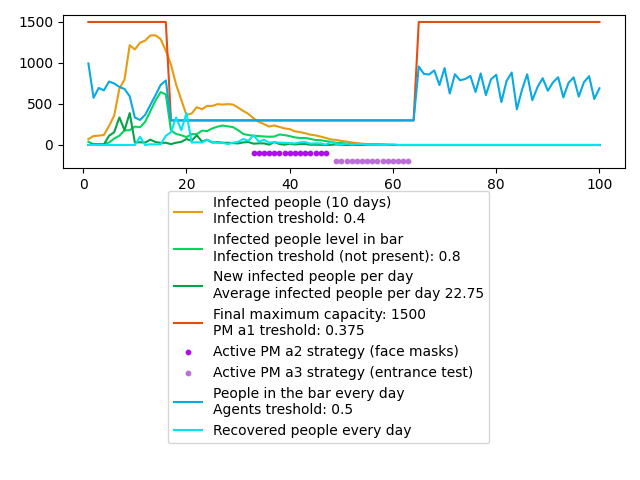 1500
1000
500
0
0 20 40 60 80 100
Infected people (10 days)
Infection treshold: 0.4
Infected people level in bar
Infection treshold (not present): 0.8
New infected people per day
Average infected people per day 22.75
Final maximum capacity: 1500
PM a1 treshold: 0.375
Active PM a2 strategy (face masks)
Active PM a3 strategy (entrance test)
People in the bar every day
Agents treshold: 0.5
Recovered people every day